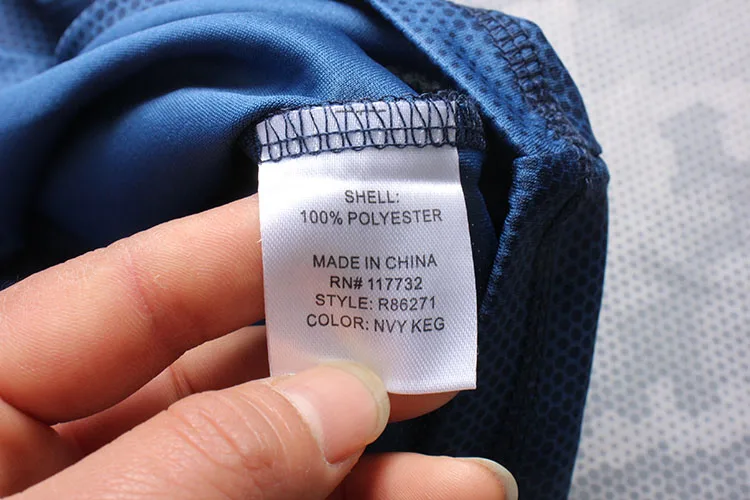 SHELL:
100% POLYESTER
MADE IN CHINA
RN# 117732
STYLE: R86271
COLOR: NVY KEG